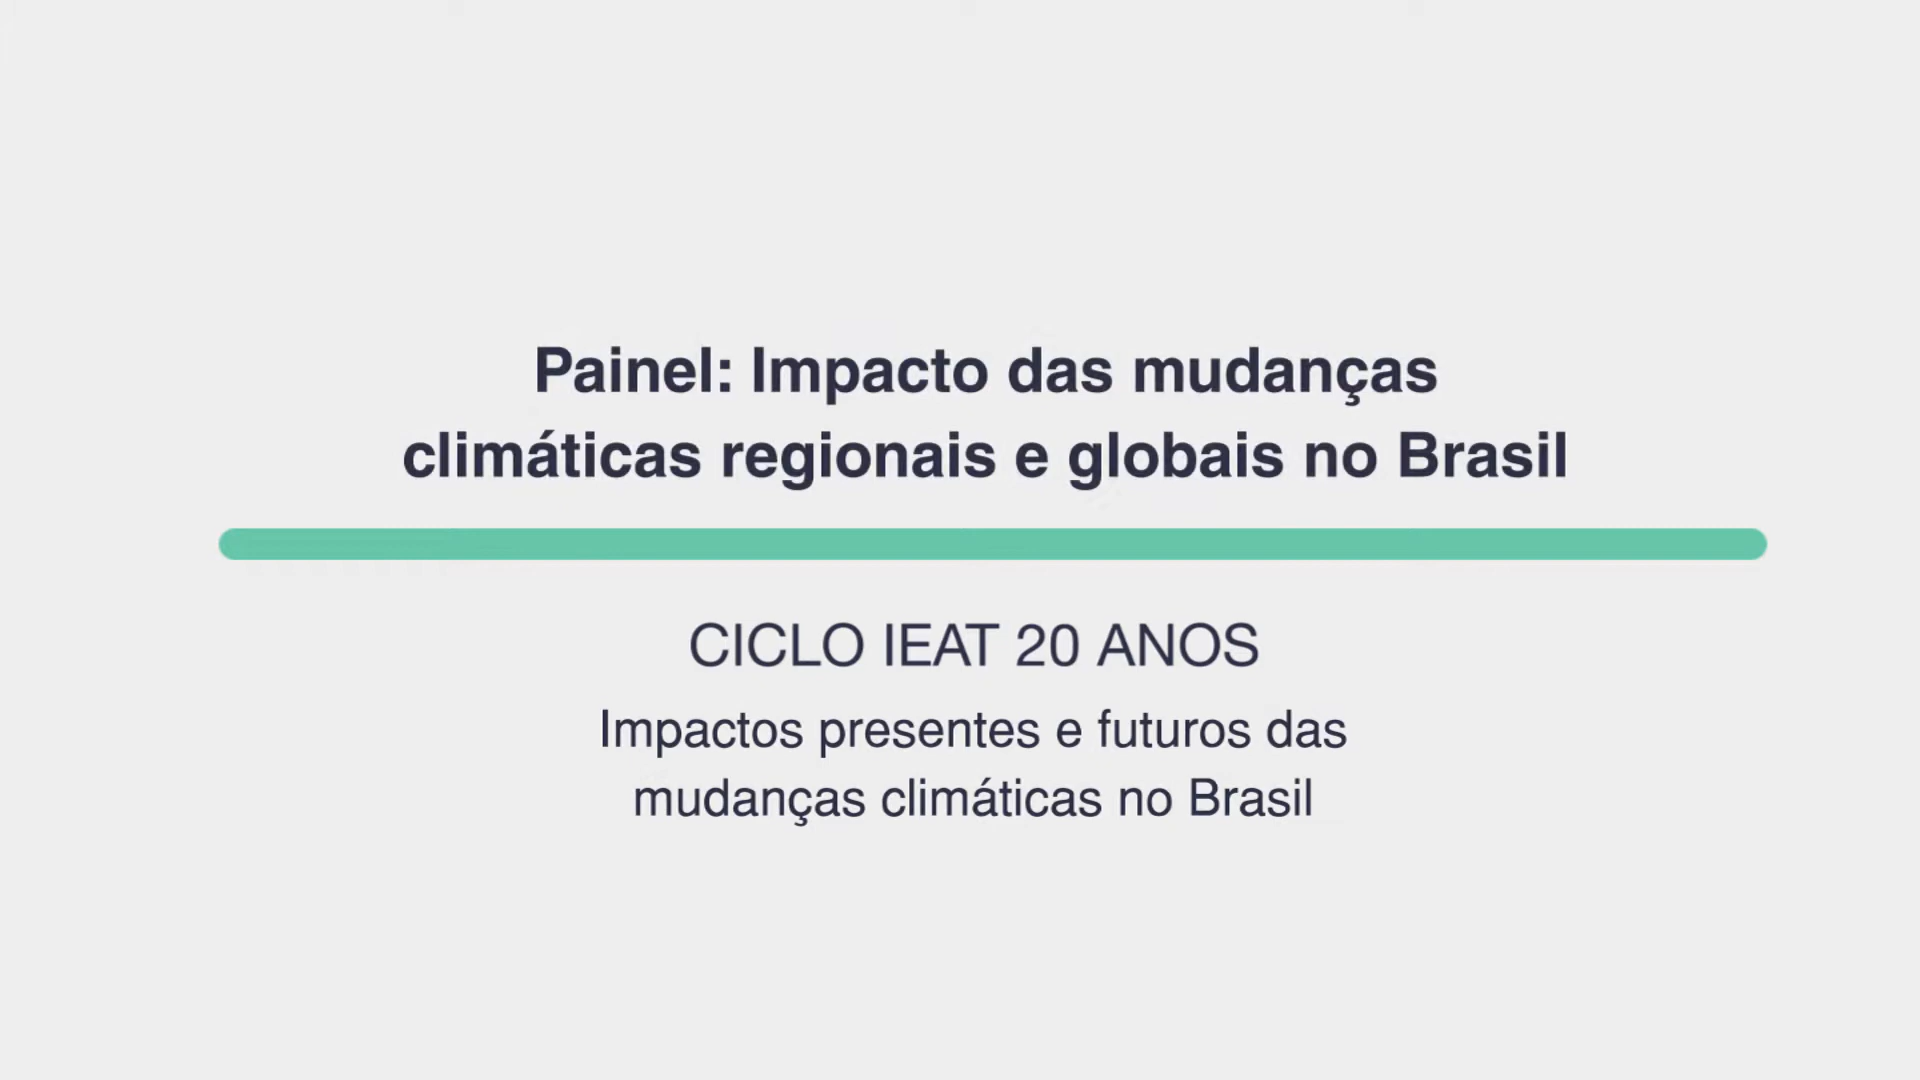 Painel: Impacto das mudanças
climáticas regionais e globais no Brasil
CICLO IEAT 20 ANOS
Impactos presentes e futuros das
mudanças climáticas no Brasil